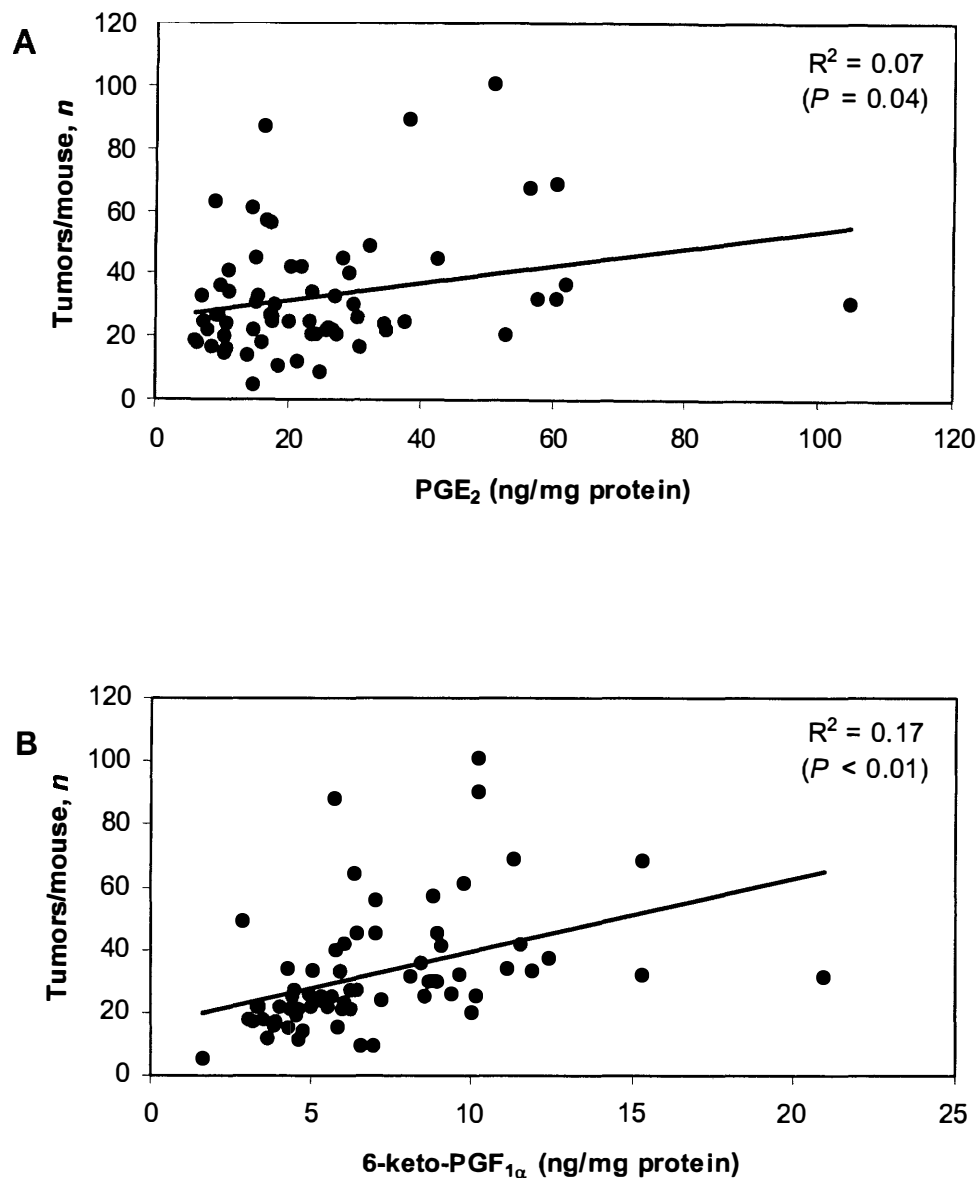 A
120
100
80
60
40
20
0
Tumors/mouse, n
R² = 0.07
(P = 0.04)
0 20 40 60 80 100 120
PGE₂ (ng/mg protein)
B
120
100
80
60
40
20
0
Tumors/mouse, n
R² = 0.17
(P < 0.01)
0 5 10 15 20 25
6-keto-PGF₁α (ng/mg protein)